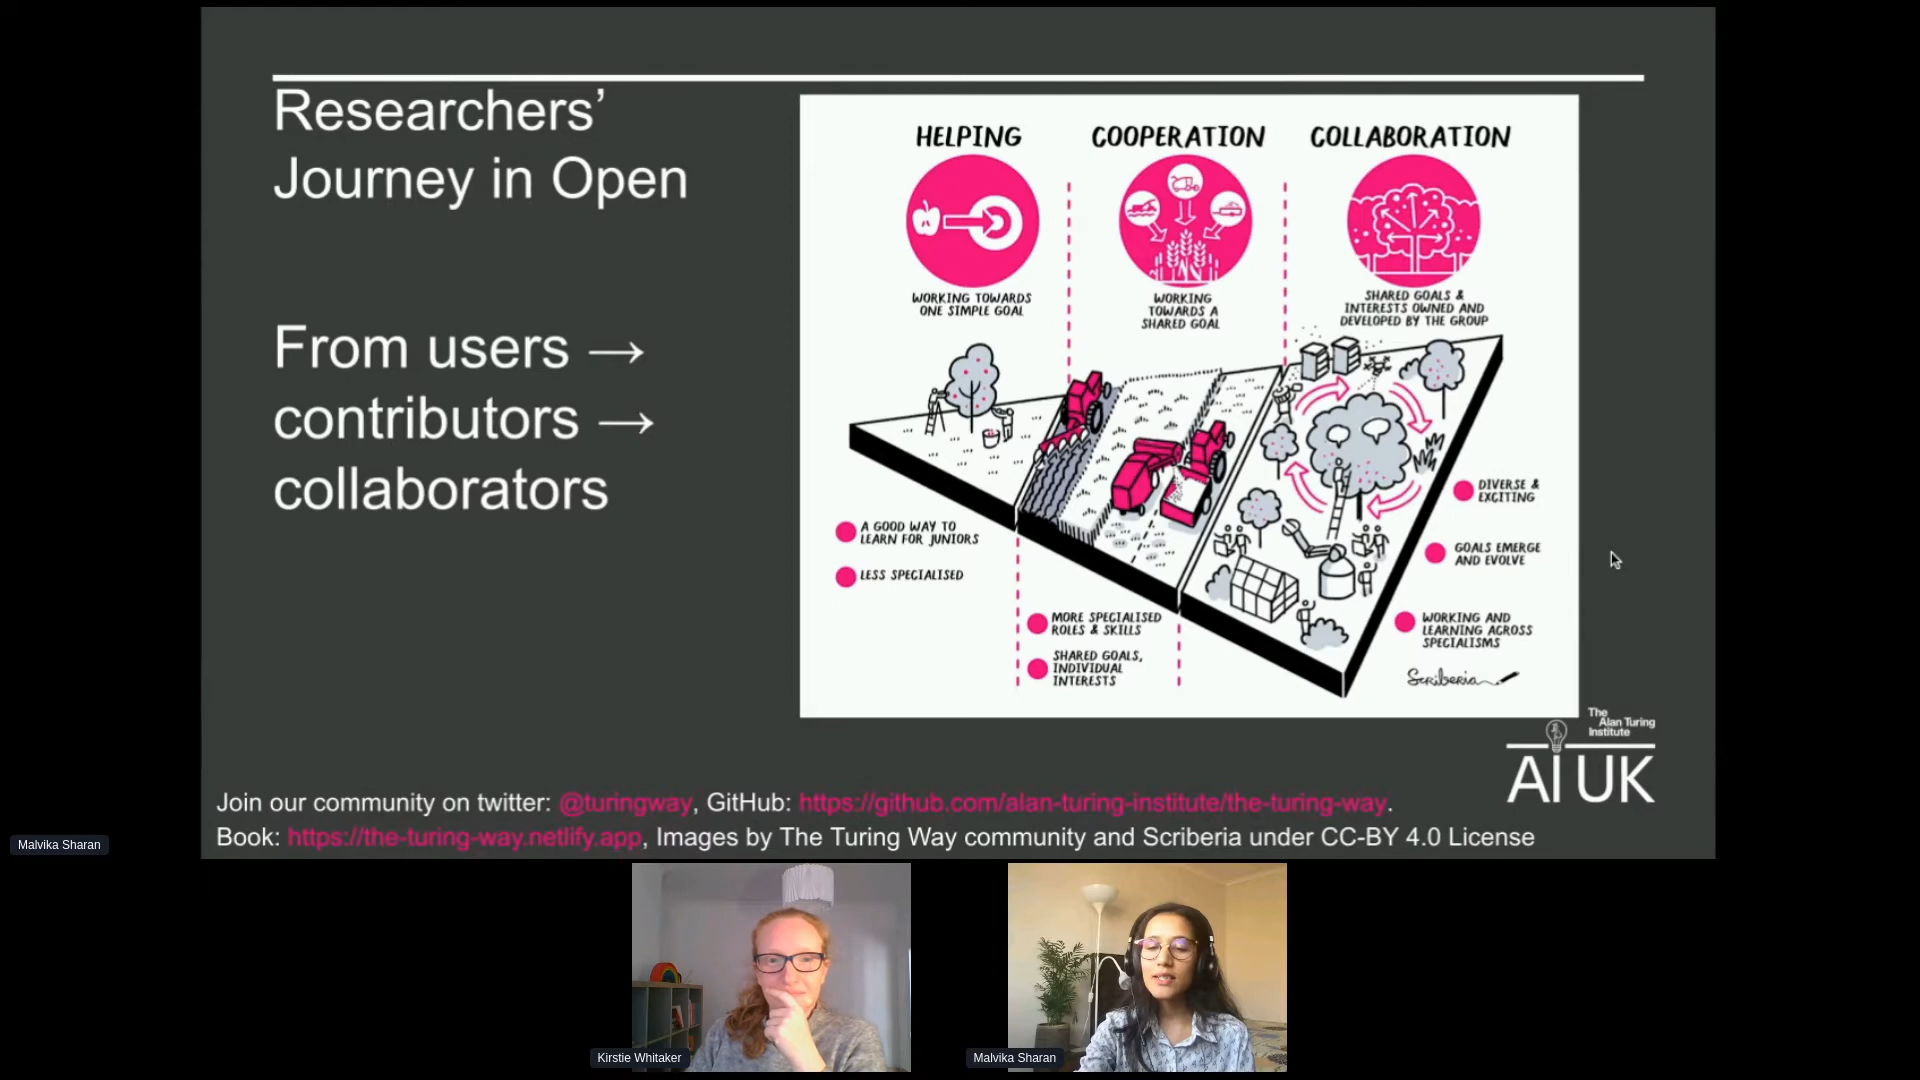 Researchers’
Journey in Open
From users →
contributors →
collaborators
HELPING
WORKING TOWARDS
ONE SIMPLE GOAL
A GOOD WAY TO
LEARN FOR JUNIORS
LESS SPECIALISED
COOPERATION
WORKING
TOWARDS A
SHARED GOAL
MORE SPECIALISED
ROLES & SKILLS
SHARED GOALS,
INDIVIDUAL
INTERESTS
COLLABORATION
SHARED GOALS &
INTERESTS OWNED AND
DEVELOPED BY THE GROUP
DIVERSE &
EXCITING
GOALS EMERGE
AND EVOLVE
WORKING AND
LEARNING ACROSS
SPECIALISMS
Scriberia
The
Alan Turing
Institute
AI UK
Join our community on twitter: @turingway, GitHub: https://github.com/alan-turing-institute/the-turing-way.
Book: https://the-turing-way.netlify.app, Images by The Turing Way community and Scriberia under CC-BY 4.0 License
Malvika Sharan
Kirstie Whitaker
Malvika Sharan